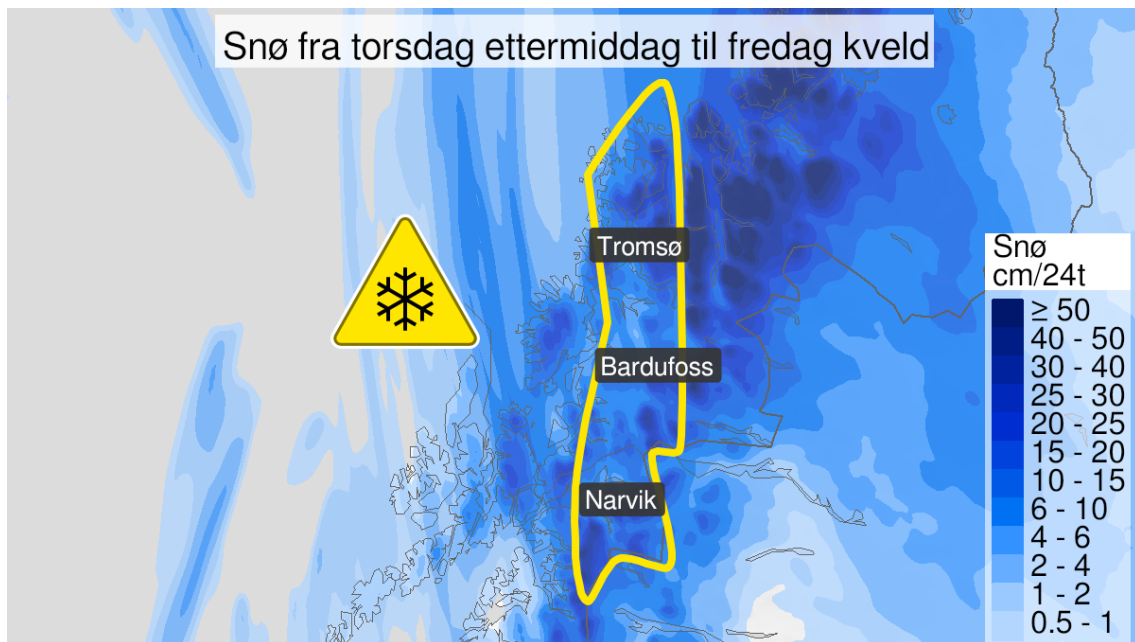 Snø fra torsdag ettermiddag til fredag kveld
Tromsø
Bardufoss
Narvik
Snø
cm/24t
≥ 50
40 - 50
30 - 40
25 - 30
20 - 25
15 - 20
10 - 15
6 - 10
4 - 6
2 - 4
1 - 2
0.5 - 1